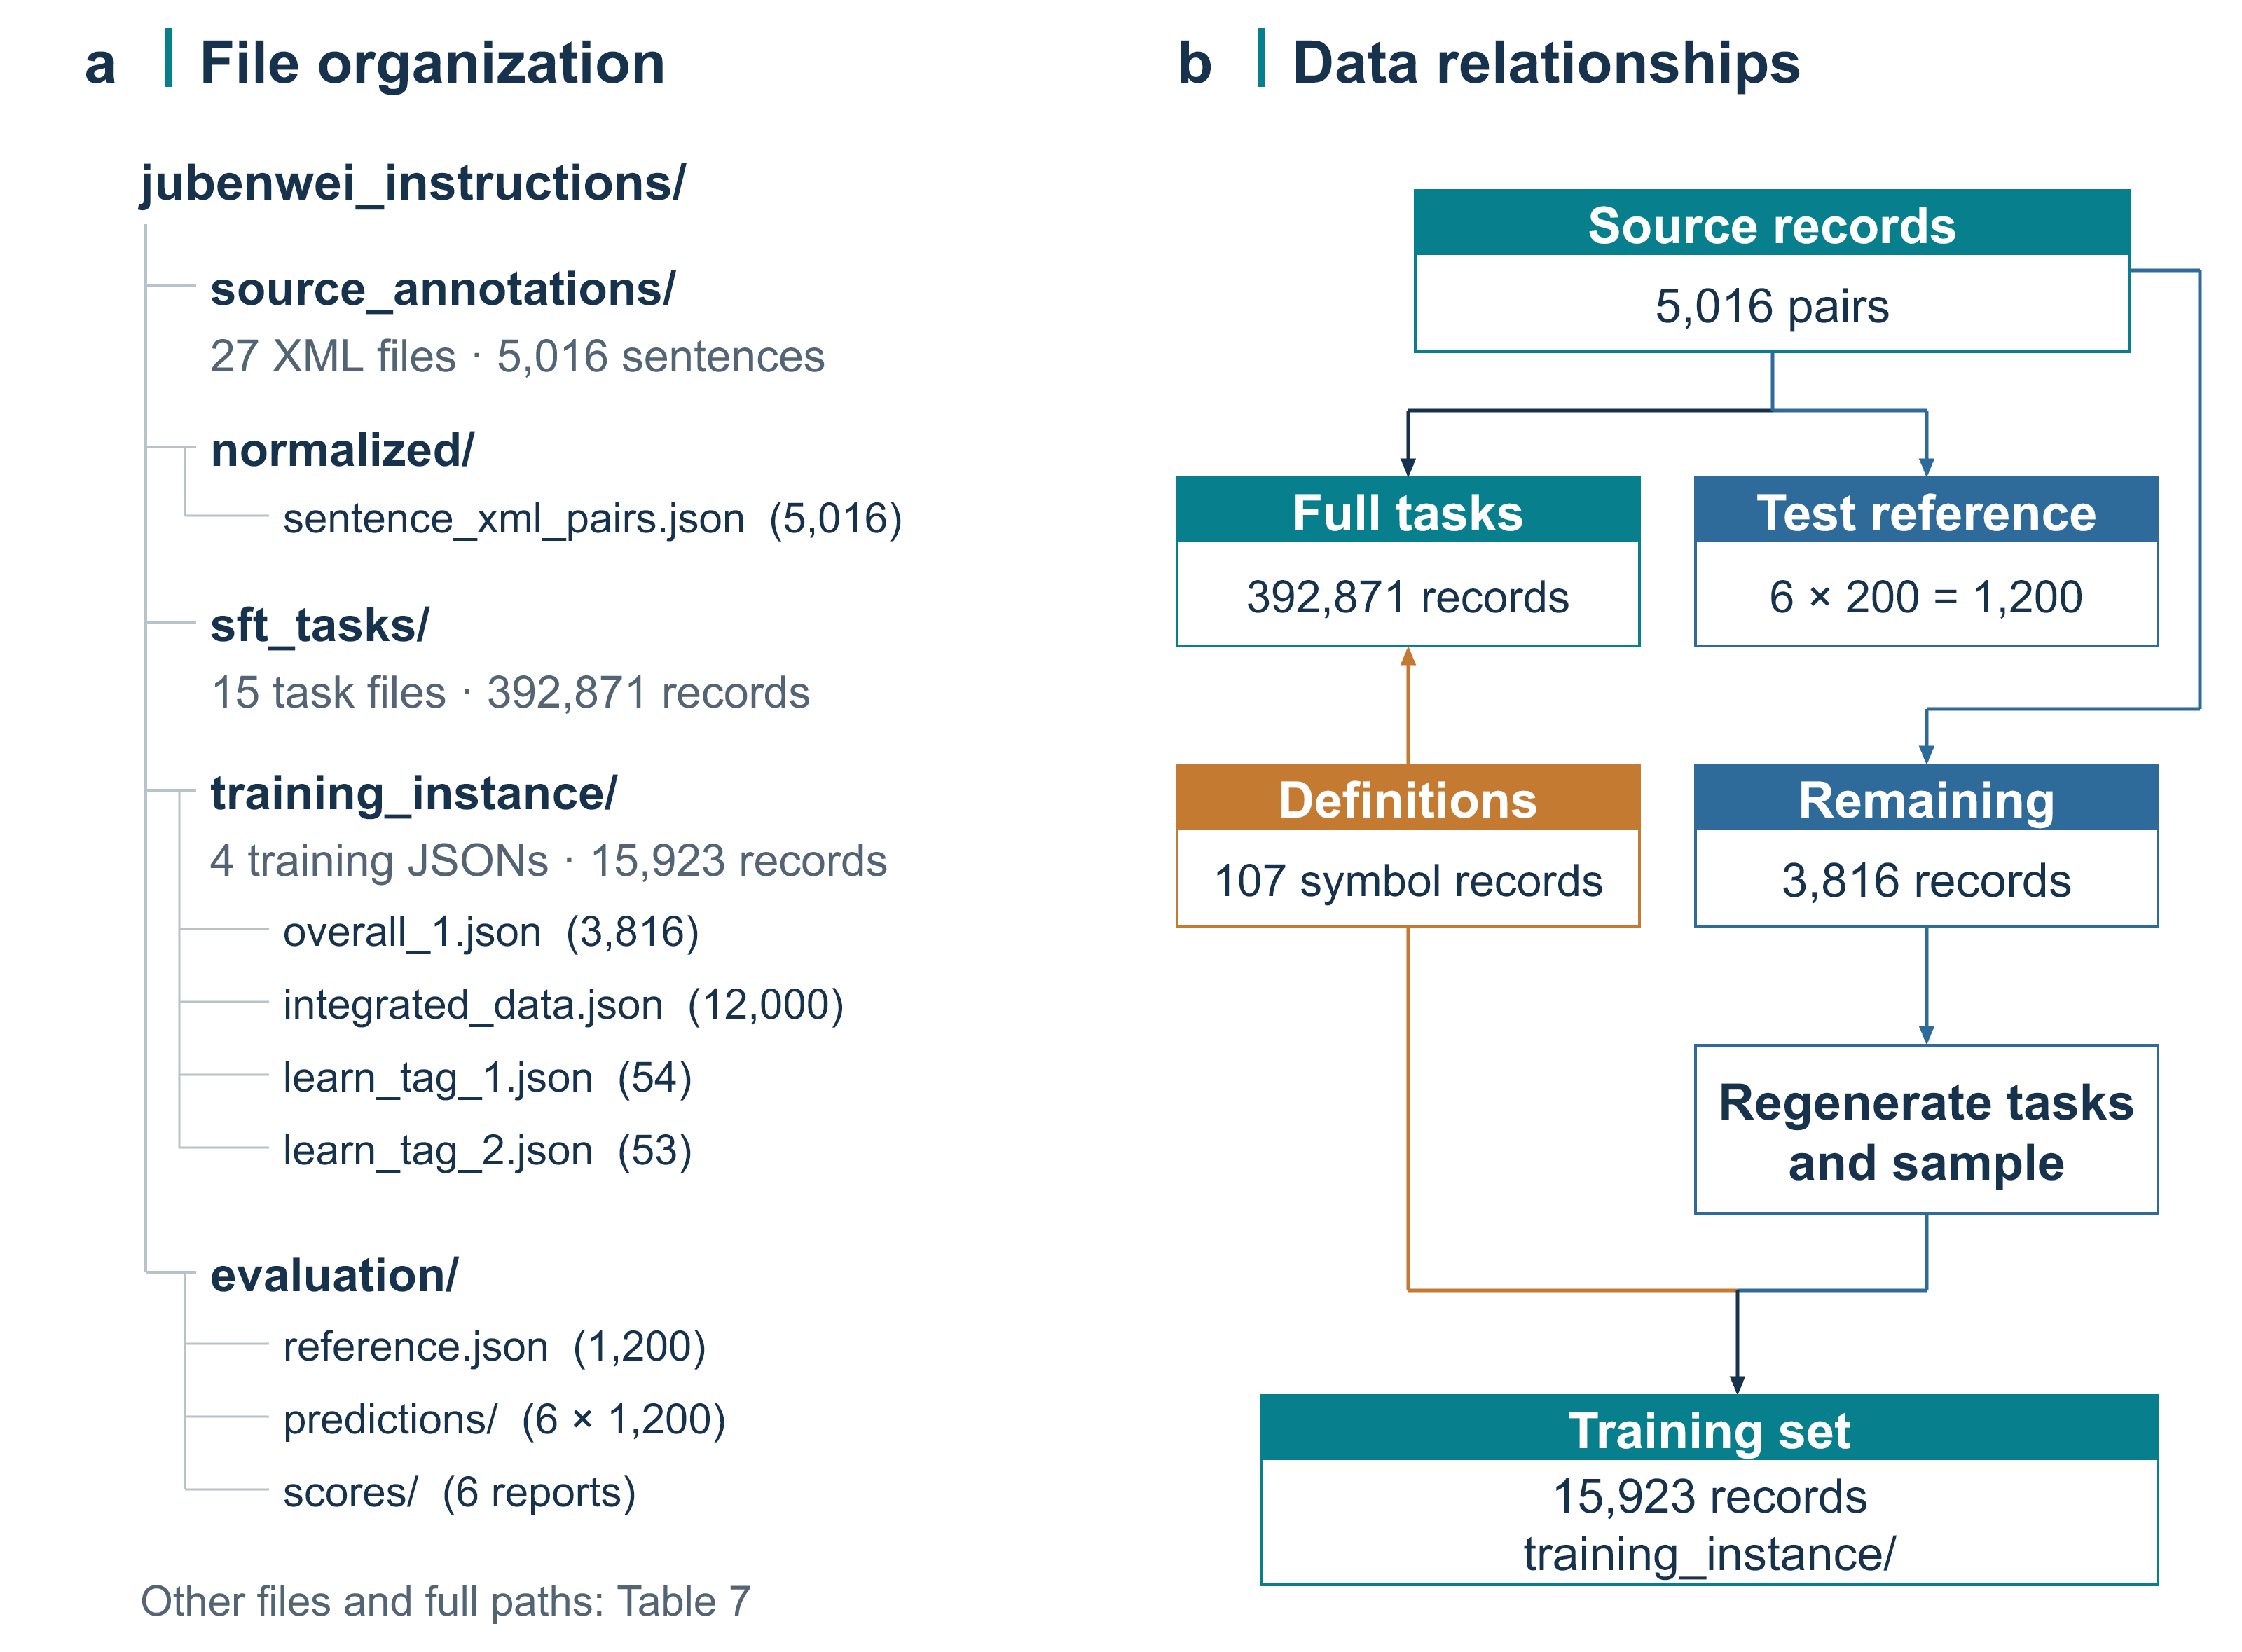 a File organization
jubenwei_instructions/
source_annotations/
27 XML files · 5,016 sentences
normalized/
sentence_xml_pairs.json (5,016)
sft_tasks/
15 task files · 392,871 records
training_instance/
4 training JSONs · 15,923 records
overall_1.json (3,816)
integrated_data.json (12,000)
learn_tag_1.json (54)
learn_tag_2.json (53)
evaluation/
reference.json (1,200)
predictions/ (6 × 1,200)
scores/ (6 reports)
Other files and full paths: Table 7
b Data relationships
Source records
5,016 pairs
Full tasks
392,871 records
Test reference
6 × 200 = 1,200
Definitions
107 symbol records
Remaining
3,816 records
Regenerate tasks
and sample
Training set
15,923 records
training_instance/